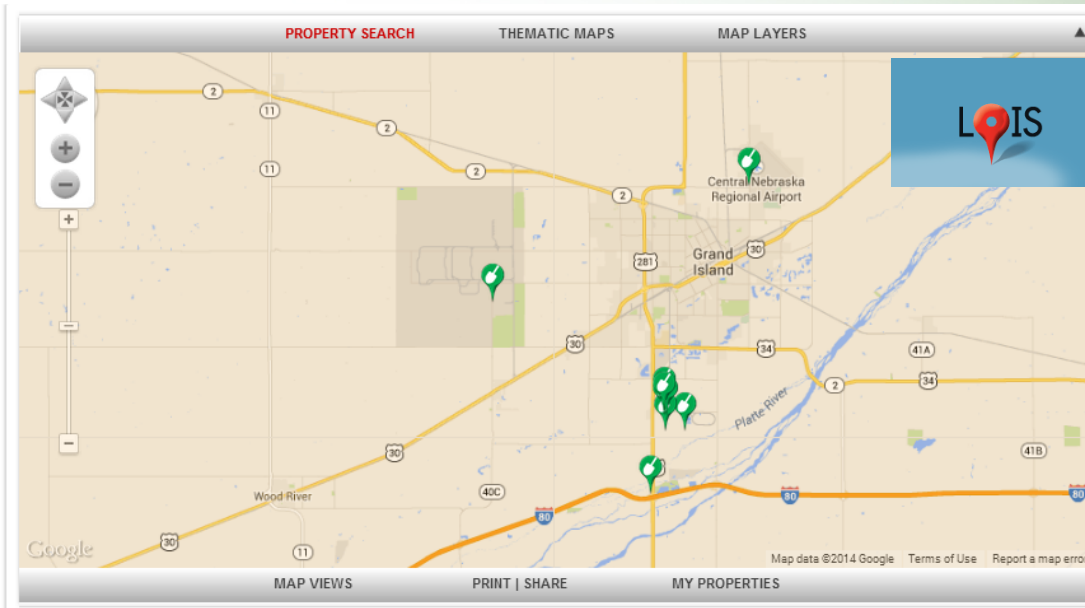 PROPERTY SEARCH THEMATIC MAPS MAP LAYERS
LOIS
2
11
2
11
2
2
Central Nebraska
Regional Airport
281
Grand
Island
30
30
34
41A
2
34
Platte River
30
41B
Wood River
40C
80
80
80
30
11
Google
Map data ©2014 Google Terms of Use Report a map error
MAP VIEWS PRINT | SHARE MY PROPERTIES